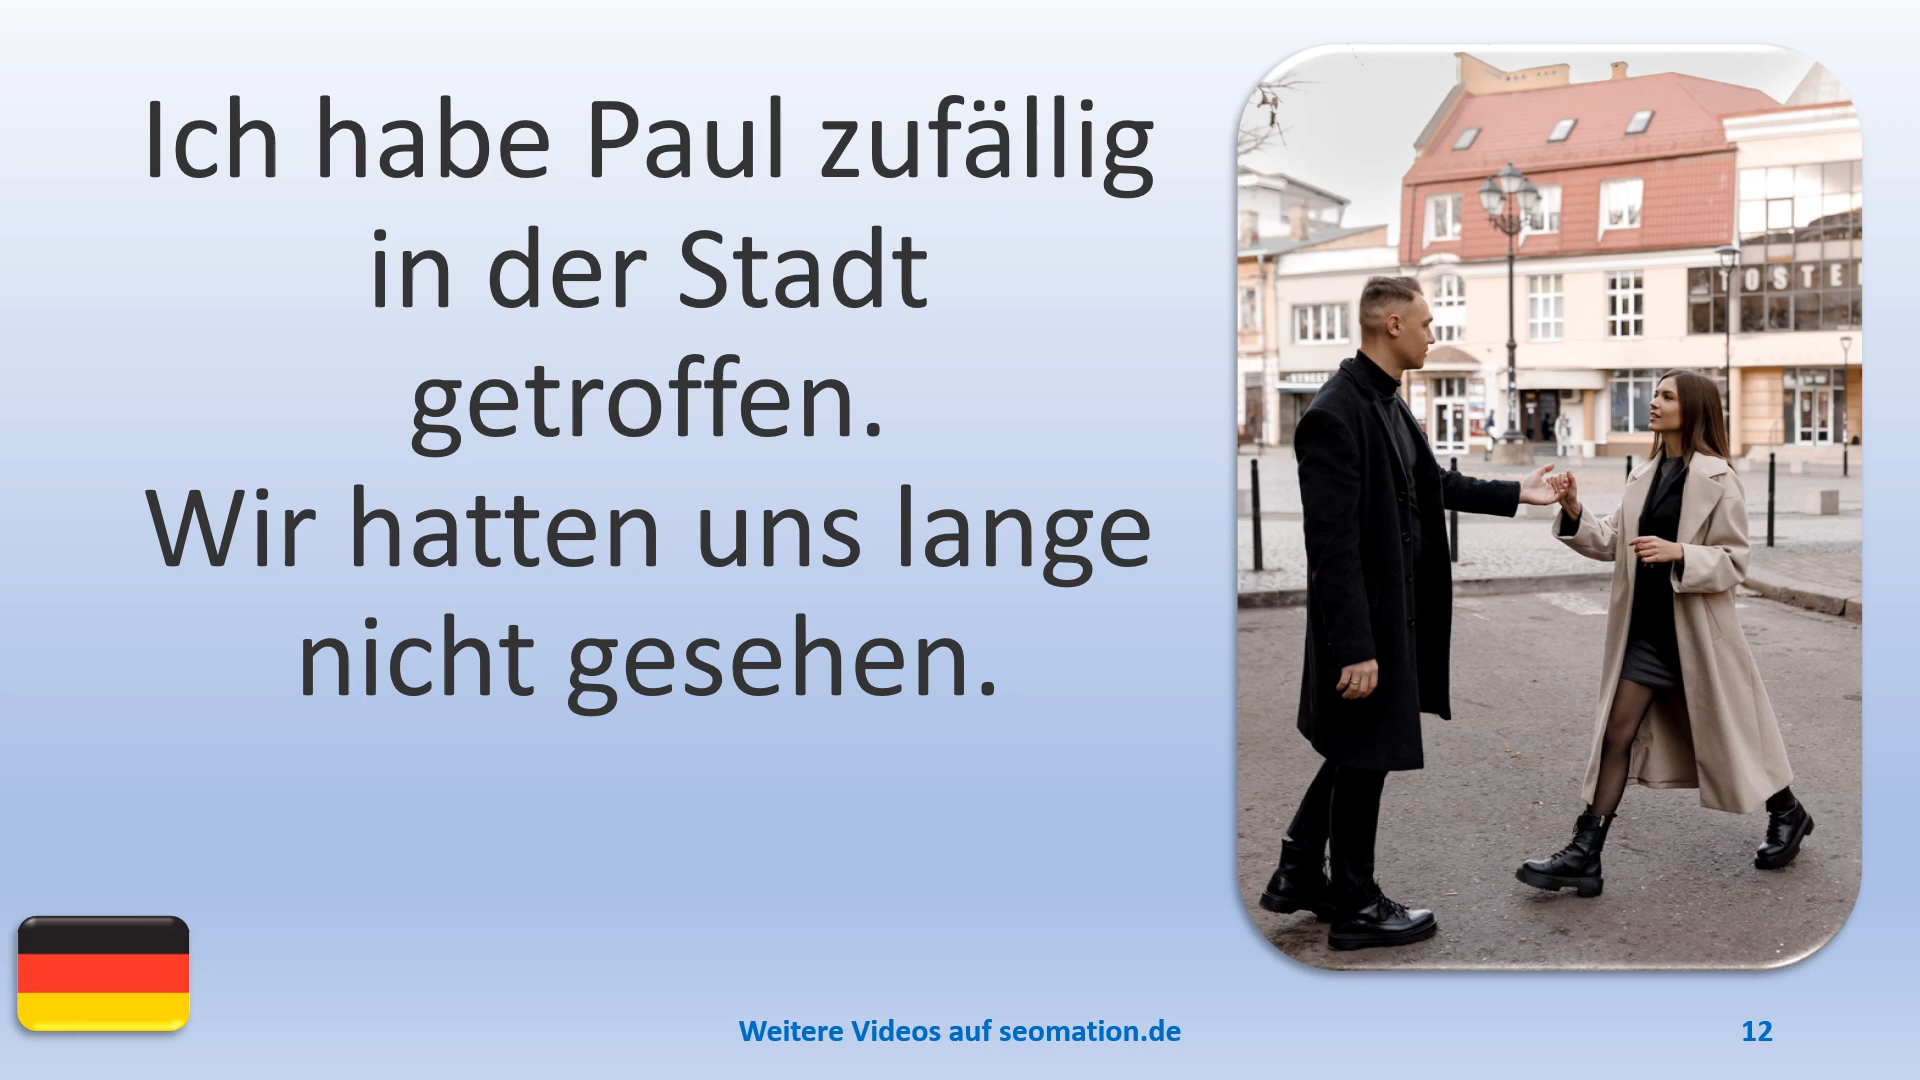 Ich habe Paul zufällig
in der Stadt
getroffen.
Wir hatten uns lange
nicht gesehen.
OSTE
Weitere Videos auf seomation.de
12